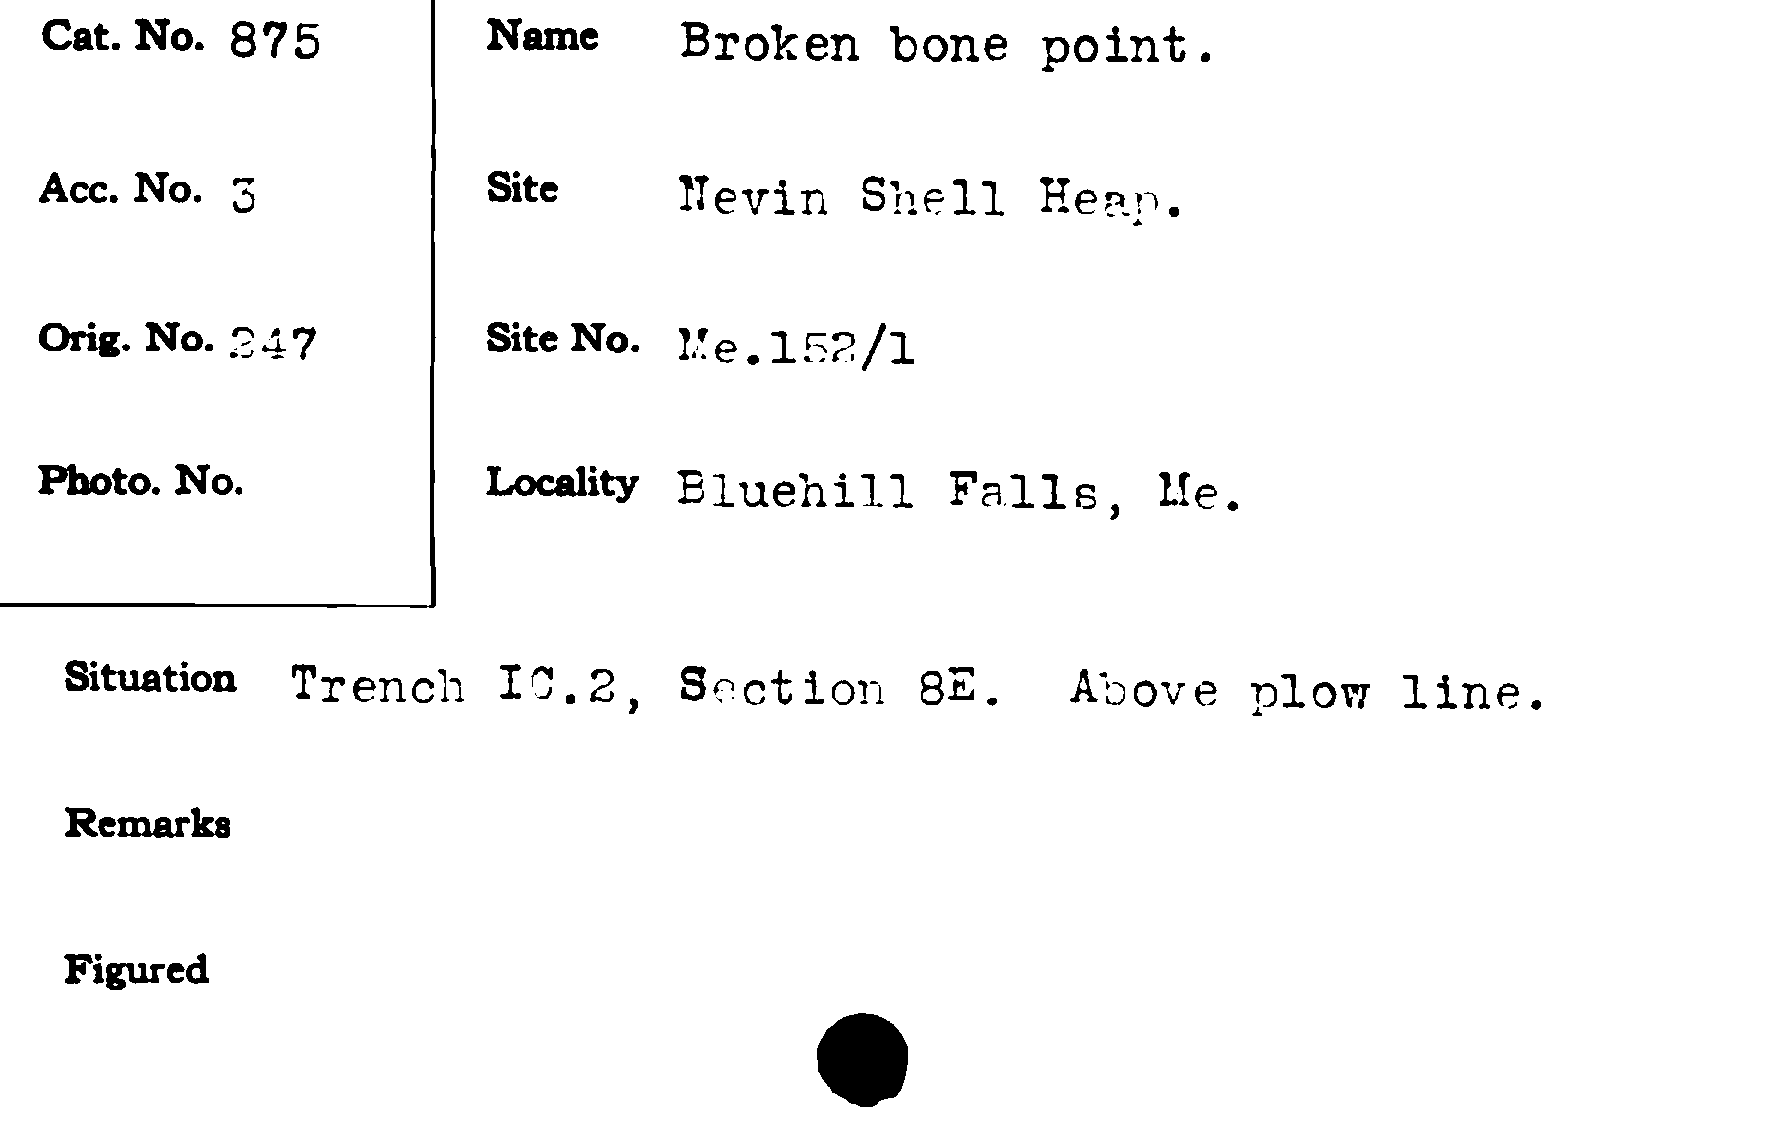 Cat. No. 875
Name Broken bone point.
Acc. No. 3
Site Nevin Shell Heap.
Orig. No. 247
Site No. Me.152/1
Photo. No.
Locality Bluehill Falls, Me.
Situation Trench IC.2, Section 8E. Above plow line.
Remarks
Figured